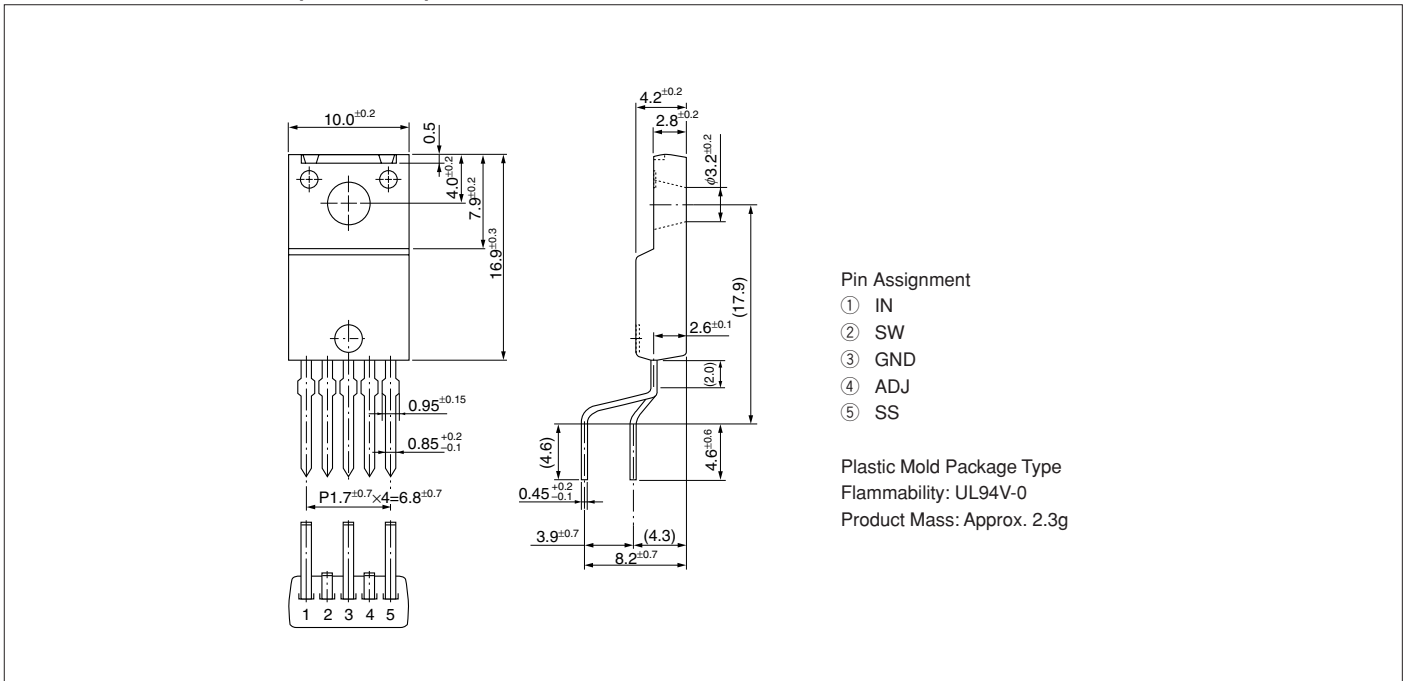 10.0±0.2
0.5
4.0±0.2
7.9±0.2
16.9±0.3
0.95±0.15
0.85+0.2−0.1
P1.7±0.7×4=6.8±0.7
1 2 3 4 5
4.2±0.2
2.8±0.2
φ3.2±0.2
(17.9)
2.6±0.1
(2.0)
(4.6)
4.6±0.6
0.45+0.2−0.1
3.9±0.7
(4.3)
8.2±0.7
Pin Assignment
① IN
② SW
③ GND
④ ADJ
⑤ SS
Plastic Mold Package Type
Flammability: UL94V-0
Product Mass: Approx. 2.3g